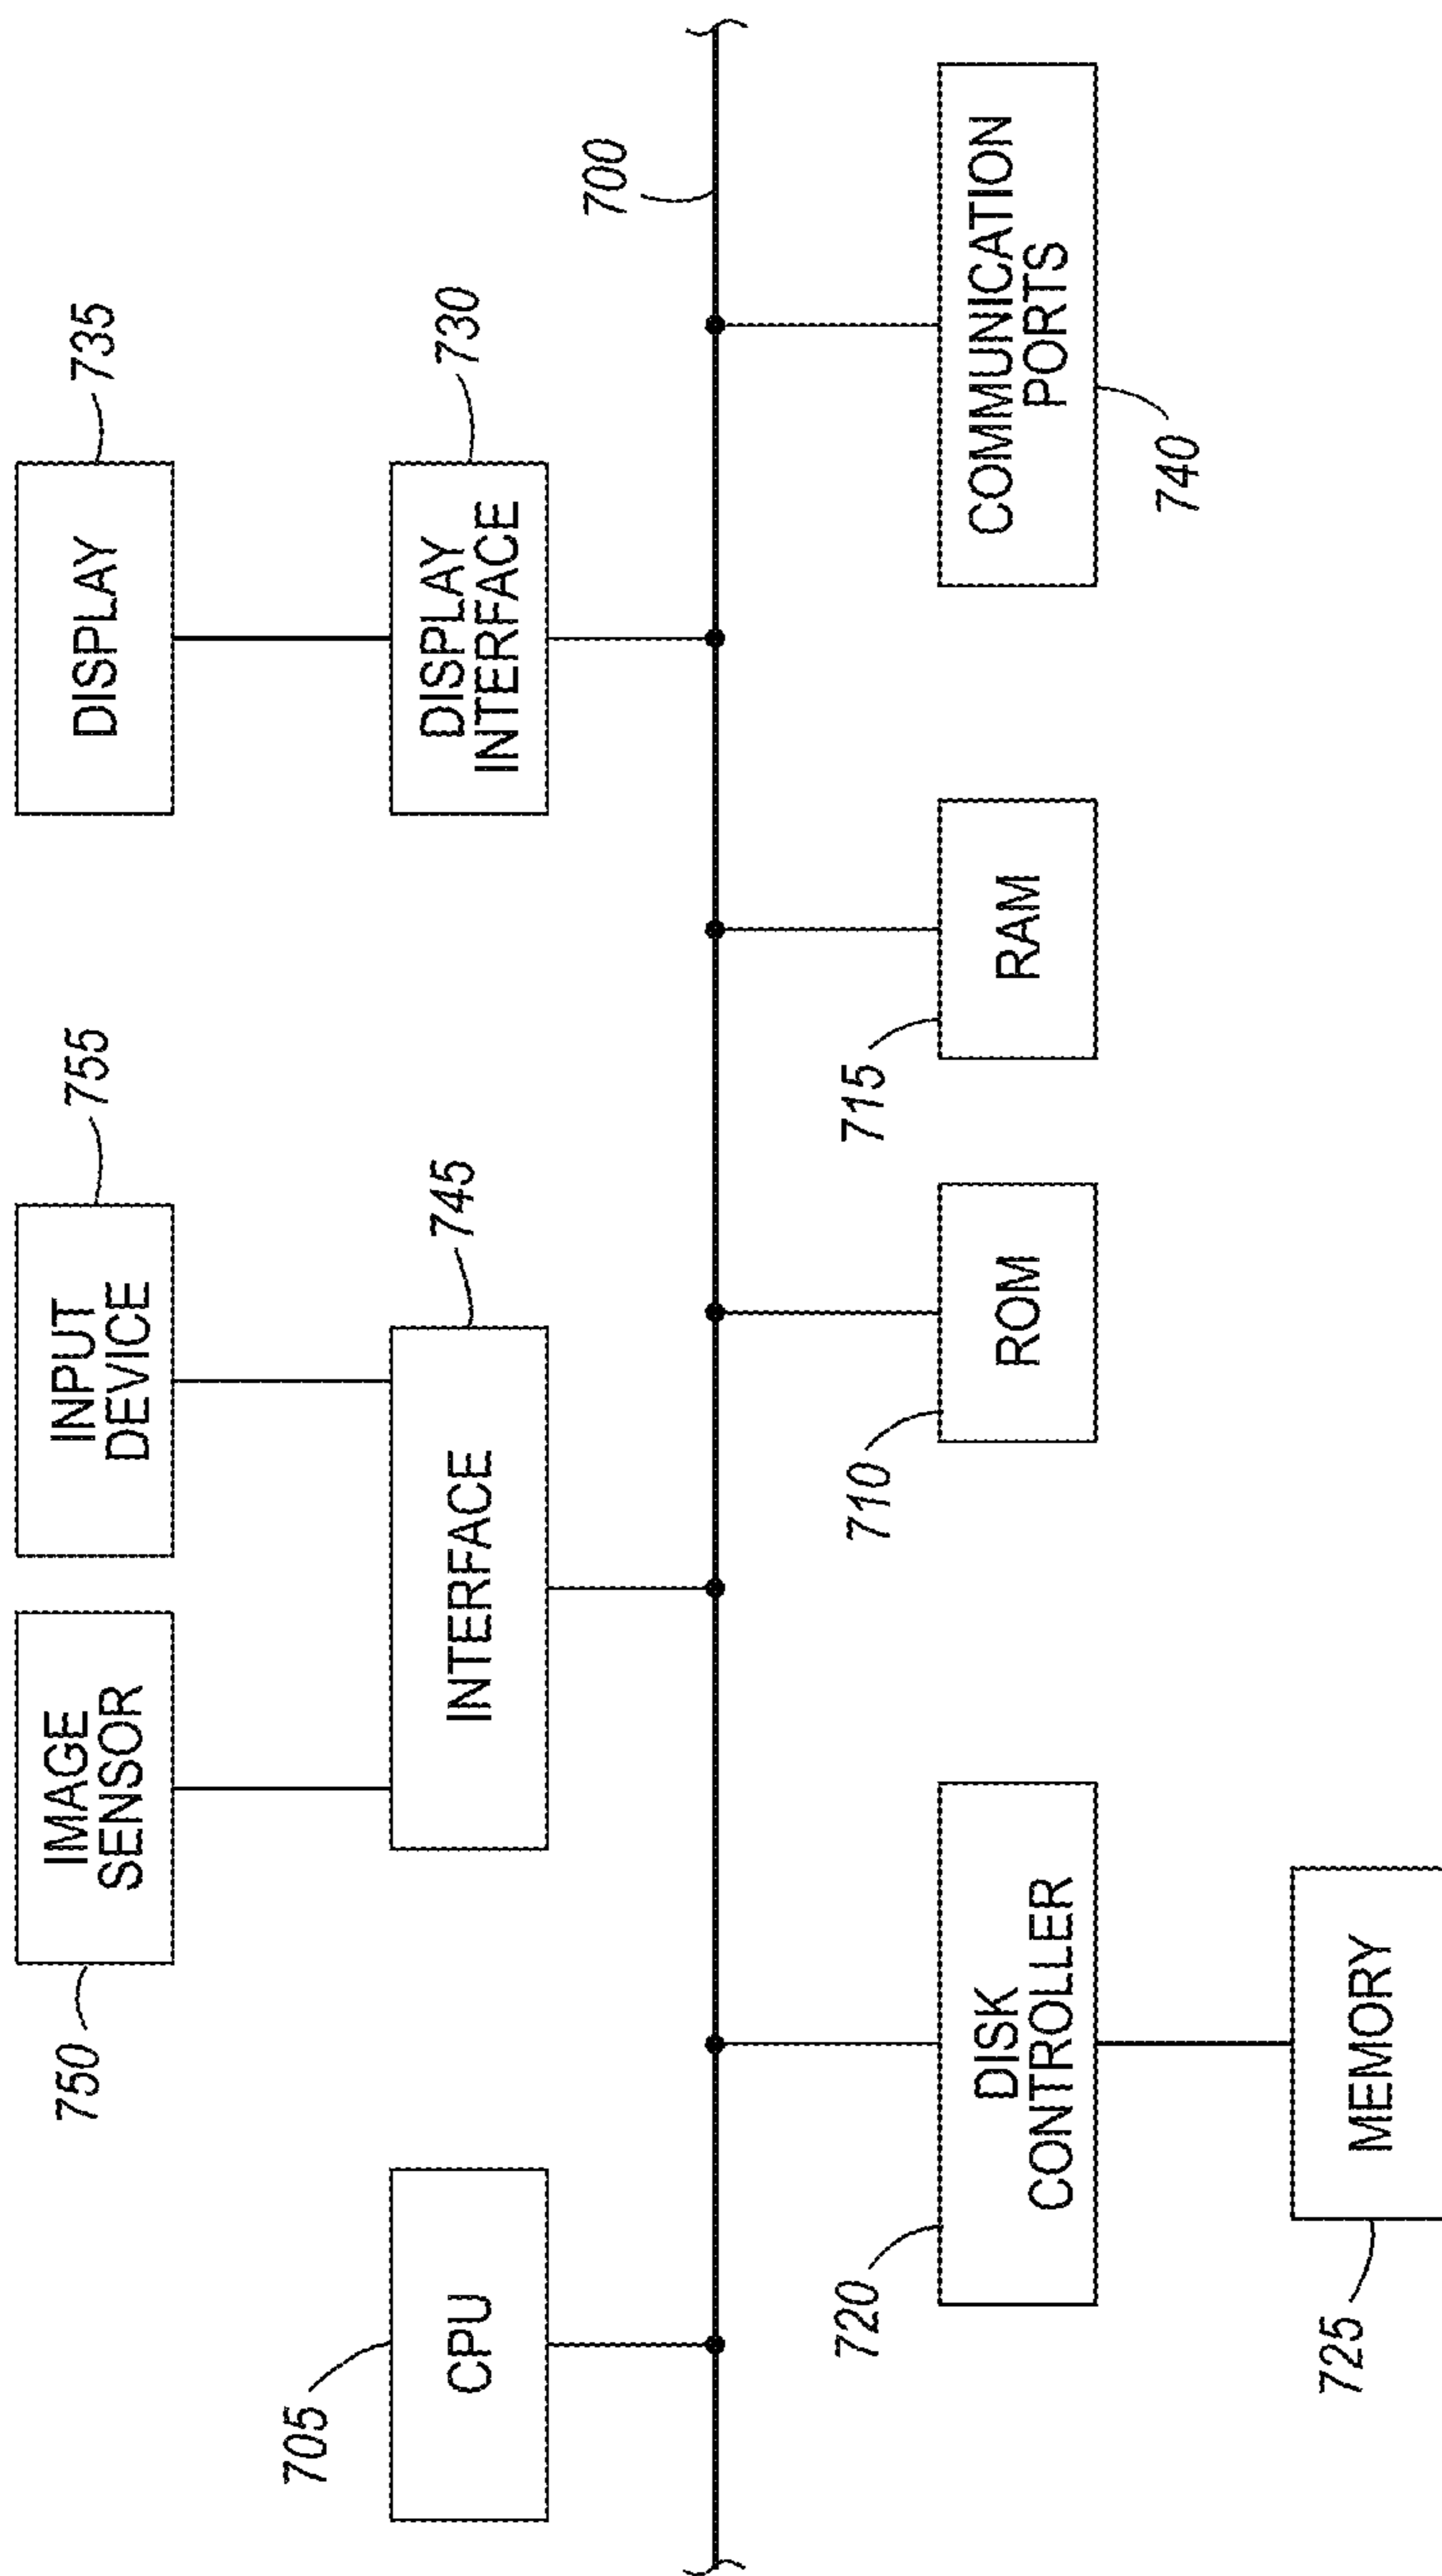 750
IMAGE
SENSOR
INPUT
DEVICE
755
DISPLAY
735
705
CPU
INTERFACE
745
DISPLAY
INTERFACE
730
700
720
DISK
CONTROLLER
710
ROM
715
RAM
COMMUNICATION
PORTS
740
725
MEMORY